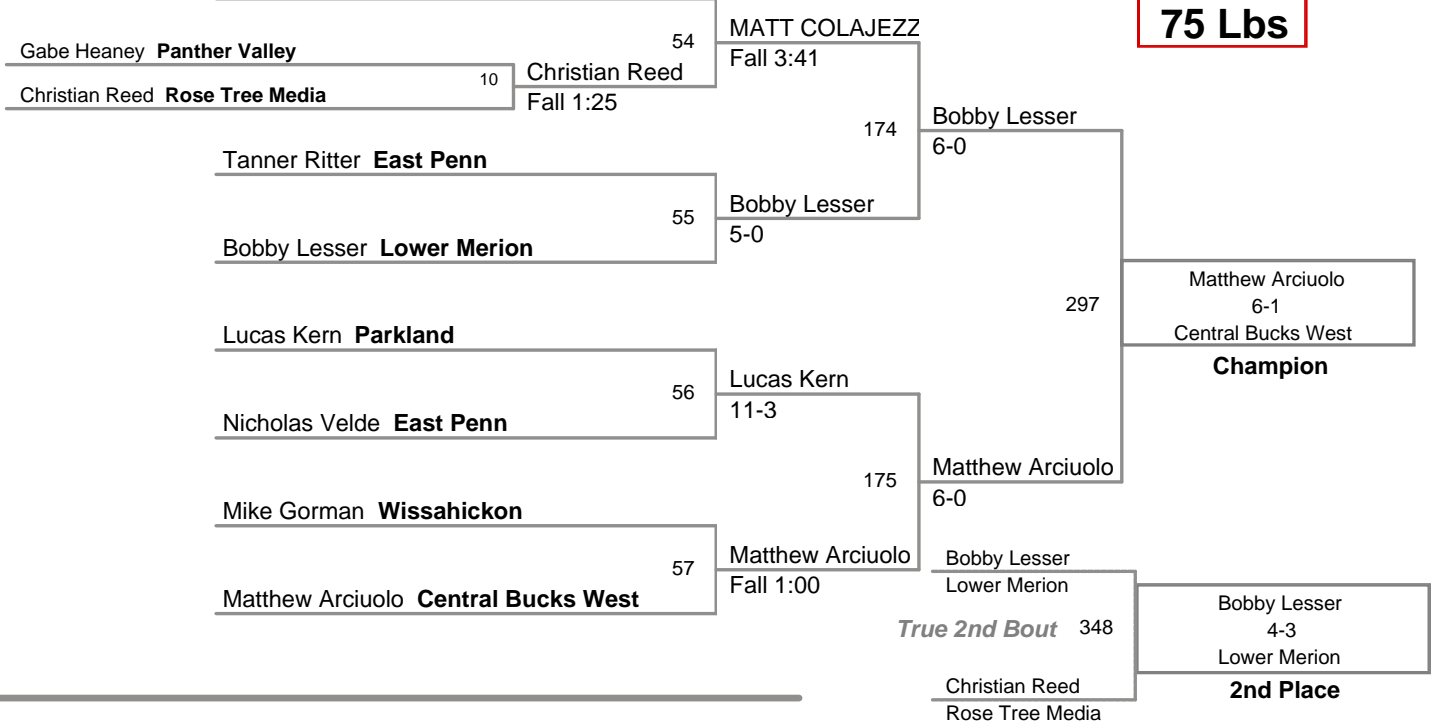 75 Lbs
Gabe Heaney Panther Valley
10
Christian Reed Rose Tree Media
Christian Reed
Fall 1:25
54
MATT COLAJEZZ
Fall 3:41
Tanner Ritter East Penn
55
Bobby Lesser Lower Merion
Bobby Lesser
5-0
174
Bobby Lesser
6-0
Lucas Kern Parkland
56
Nicholas Velde East Penn
Lucas Kern
11-3
Mike Gorman Wissahickon
57
Matthew Arciuolo Central Bucks West
Matthew Arciuolo
Fall 1:00
175
Matthew Arciuolo
6-0
297
Matthew Arciuolo
6-1
Central Bucks West
Champion
Bobby Lesser
Lower Merion
True 2nd Bout 348
Christian Reed
Rose Tree Media
Bobby Lesser
4-3
Lower Merion
2nd Place